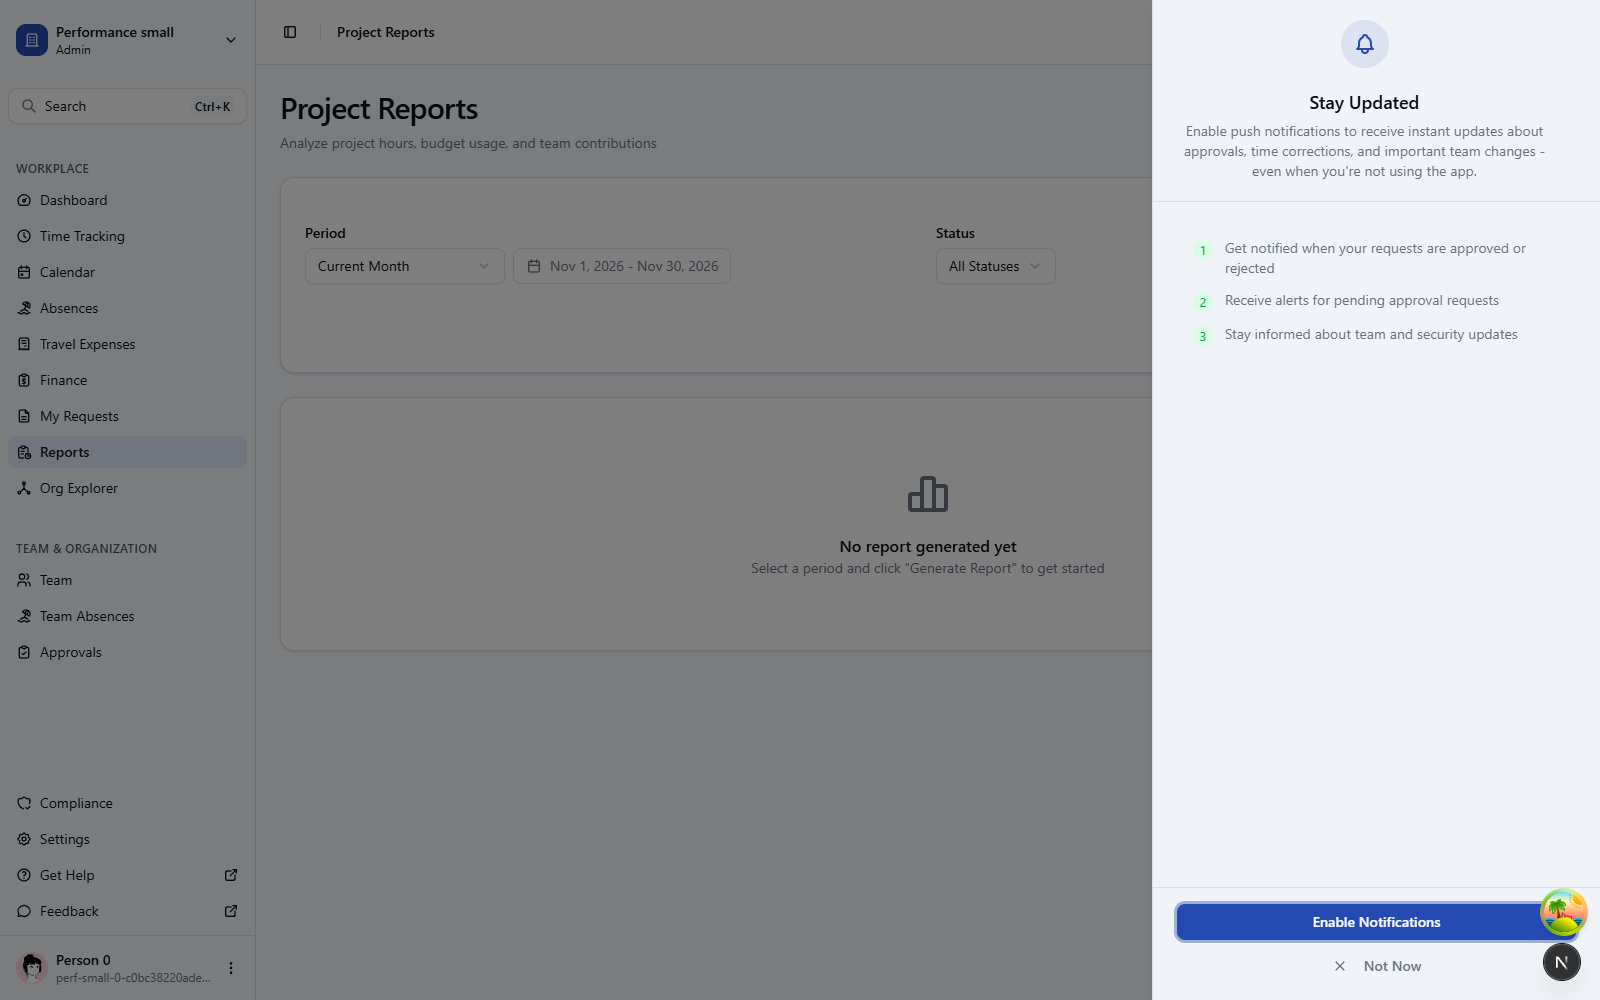 Performance small
Admin
Search
Ctrl+K
WORKPLACE
Dashboard
Time Tracking
Calendar
Absences
Travel Expenses
Finance
My Requests
Reports
Org Explorer
TEAM & ORGANIZATION
Team
Team Absences
Approvals
Compliance
Settings
Get Help
Feedback
Person 0
perf-small-0-c0bc38220ade...
Project Reports
Project Reports
Analyze project hours, budget usage, and team contributions
Period
Current Month
Nov 1, 2026 - Nov 30, 2026
Status
All Statuses
No report generated yet
Select a period and click "Generate Report" to get started
Stay Updated
Enable push notifications to receive instant updates about
approvals, time corrections, and important team changes -
even when you're not using the app.
1 Get notified when your requests are approved or
rejected
2 Receive alerts for pending approval requests
3 Stay informed about team and security updates
Enable Notifications
Not Now
N